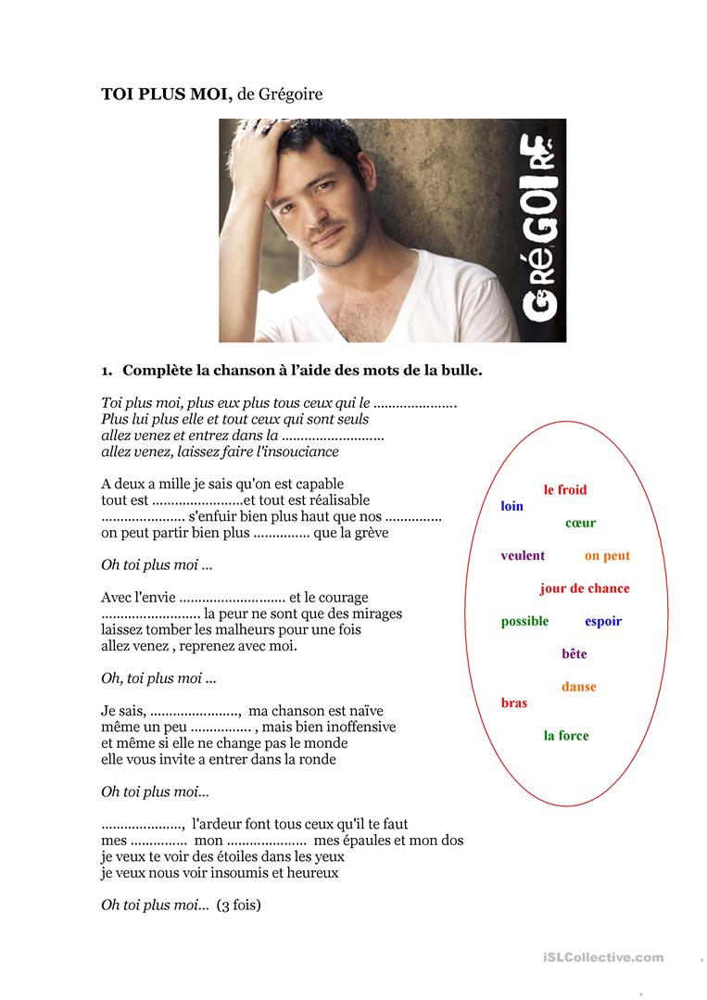 TOI PLUS MOI, de Grégoire
GRÉGOIRE
1. Complète la chanson à l’aide des mots de la bulle.
Toi plus moi, plus eux plus tous ceux qui le ………………….
Plus lui plus elle et tout ceux qui sont seuls
allez venez et entrez dans la ………………………
allez venez, laissez faire l'insouciance
A deux a mille je sais qu'on est capable
tout est ……………………et tout est réalisable
…………………. s'enfuir bien plus haut que nos ……………
on peut partir bien plus …………… que la grève
Oh toi plus moi …
Avec l'envie ………………………. et le courage
…………………….. la peur ne sont que des mirages
laissez tomber les malheurs pour une fois
allez venez , reprenez avec moi.
Oh, toi plus moi …
Je sais, …………………..,  ma chanson est naïve
même un peu ……………. , mais bien inoffensive
et même si elle ne change pas le monde
elle vous invite a entrer dans la ronde
Oh toi plus moi…
…………………,  l'ardeur font tous ceux qu'il te faut
mes ……………  mon …………………  mes épaules et mon dos
je veux te voir des étoiles dans les yeux
je veux nous voir insoumis et heureux
Oh toi plus moi…  (3 fois)
le froid
loin
cœur
veulent on peut
jour de chance
possible espoir
bête
danse
bras
la force
iSLCollective.com